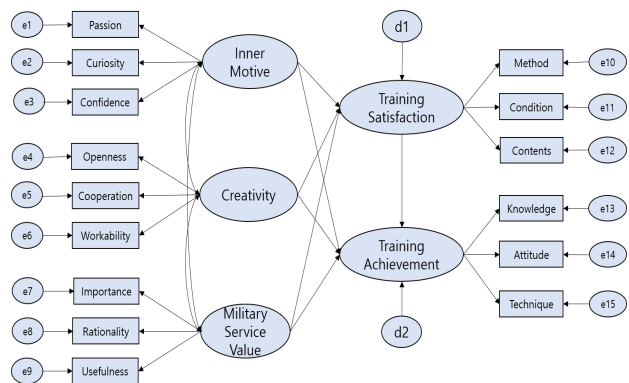 e1
Passion
e2
Curiosity
e3
Confidence
Inner
Motive
e4
Openness
e5
Cooperation
e6
Workability
Creativity
e7
Importance
e8
Rationality
e9
Usefulness
Military
Service
Value
d1
Training
Satisfaction
Method
e10
Condition
e11
Contents
e12
Training
Achievement
Knowledge
e13
Attitude
e14
Technique
e15
d2